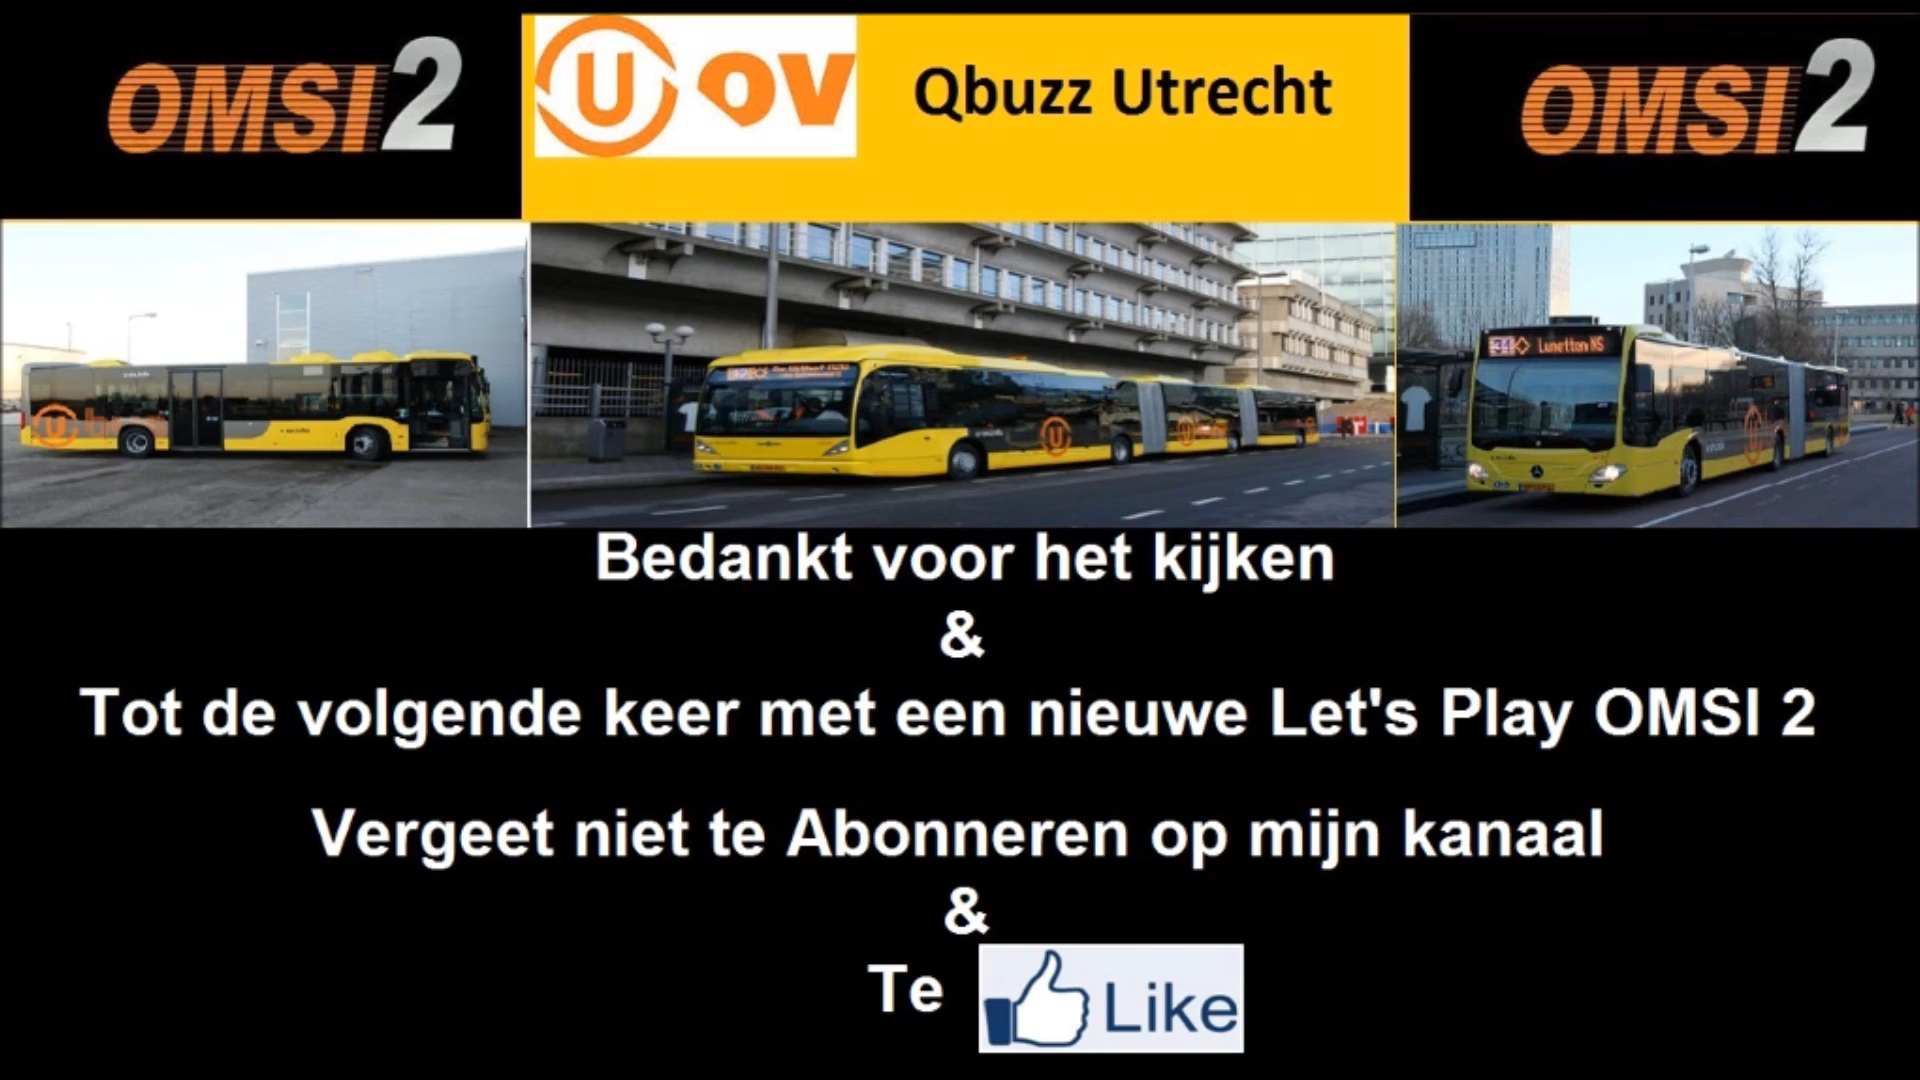 OMSI 2
U OV
Qbuzz Utrecht
OMSI 2
U
U
U
34 Lunetten NS
U
Bedankt voor het kijken
&
Tot de volgende keer met een nieuwe Let's Play OMSI 2
Vergeet niet te Abonneren op mijn kanaal
&
Te Like